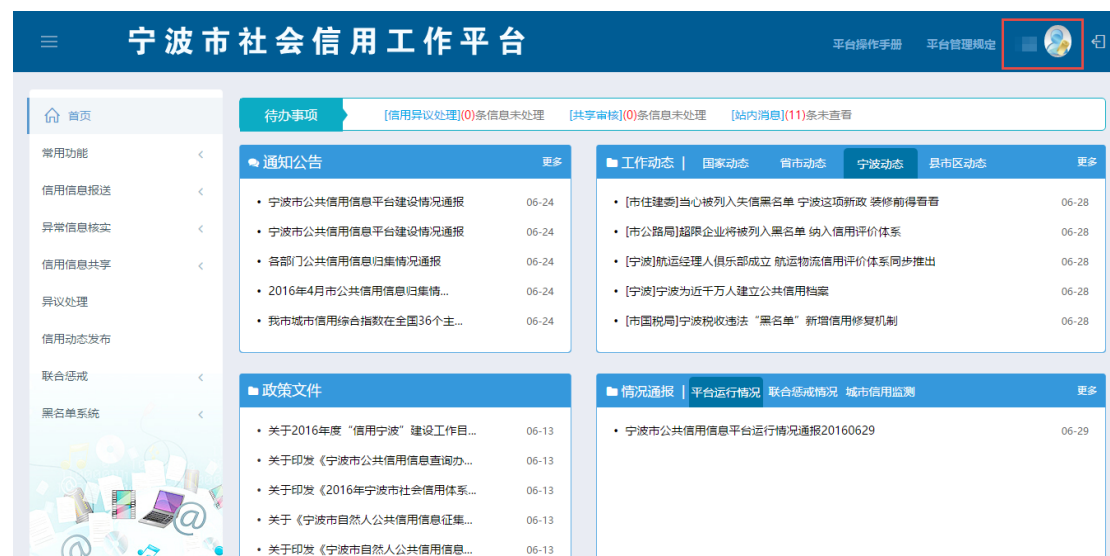 宁波市社会信用工作平台
平台操作手册 平台管理规定
首页
常用功能
信用信息报送
异常信息核实
信用信息共享
异议处理
信用动态发布
联合惩戒
黑名单系统
待办事项 [信用异议处理](0)条信息未处理 [共享审核](0)条信息未处理 [站内消息](11)条未查看
通知公告 更多
• 宁波市公共信用信息平台建设情况通报 06-24
• 宁波市公共信用信息平台建设情况通报 06-24
• 各部门公共信用信息归集情况通报 06-24
• 2016年4月市公共信用信息归集情... 06-24
• 我市城市信用综合指数在全国36个主... 06-24
工作动态 | 国家动态 省市动态 宁波动态 县市区动态 更多
• [市住建委]当心被列入失信黑名单 宁波这项新政 装修前得看看 06-28
• [市公路局]超限企业将被列入黑名单 纳入信用评价体系 06-28
• [宁波]航运经理人俱乐部成立 航运物流信用评价体系同步推出 06-28
• [宁波]宁波为近千万人建立公共信用档案 06-28
• [市国税局]宁波税收违法“黑名单”新增信用修复机制 06-28
政策文件
• 关于2016年度“信用宁波”建设工作目... 06-13
• 关于印发《宁波市公共信用信息查询办... 06-13
• 关于印发《2016年宁波市社会信用体系... 06-13
• 关于《宁波市自然人公共信用信息征集... 06-13
• 关于印发《宁波市自然人公共信用信息... 06-13
情况通报 | 平台运行情况 联合惩戒情况 城市信用监测 更多
• 宁波市公共信用信息平台运行情况通报20160629 06-29